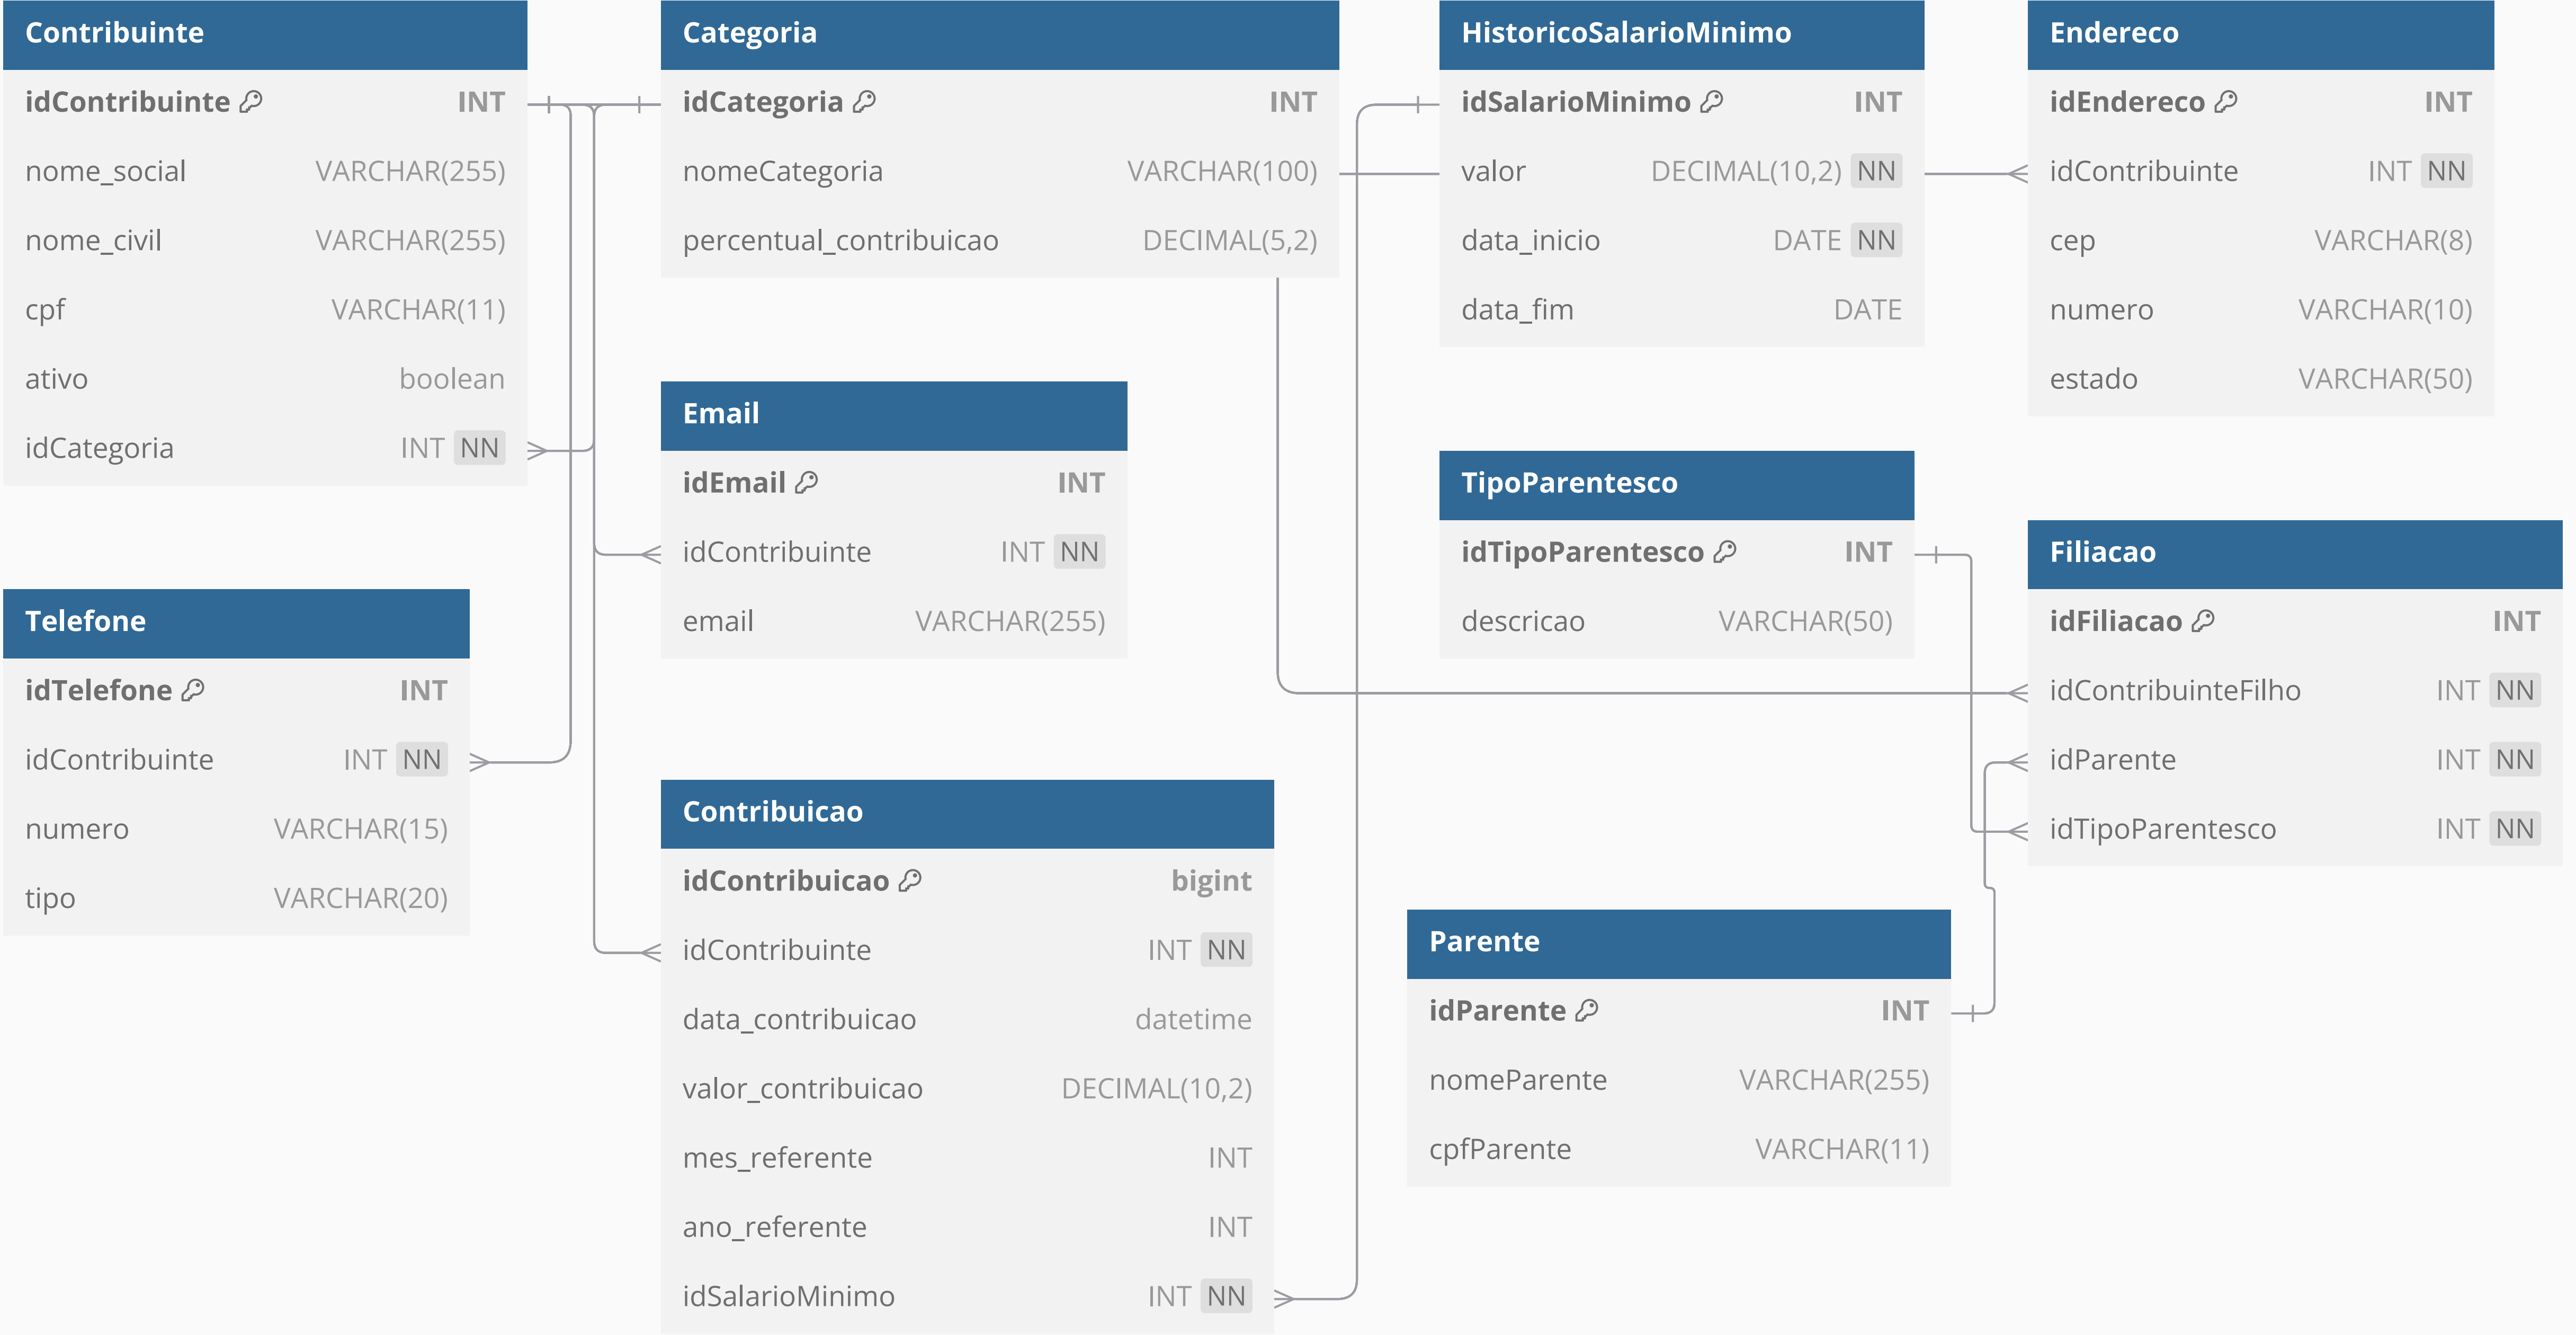 Contribuinte
idContribuinte INT
nome_social VARCHAR(255)
nome_civil VARCHAR(255)
cpf VARCHAR(11)
ativo boolean
idCategoria INT NN
Categoria
idCategoria INT
nomeCategoria VARCHAR(100)
percentual_contribuicao DECIMAL(5,2)
HistoricoSalarioMinimo
idSalarioMinimo INT
valor DECIMAL(10,2) NN
data_inicio DATE NN
data_fim DATE
Endereco
idEndereco INT
idContribuinte INT NN
cep VARCHAR(8)
numero VARCHAR(10)
estado VARCHAR(50)
Email
idEmail INT
idContribuinte INT NN
email VARCHAR(255)
TipoParentesco
idTipoParentesco INT
descricao VARCHAR(50)
Filiacao
idFiliacao INT
idContribuinteFilho INT NN
idParente INT NN
idTipoParentesco INT NN
Telefone
idTelefone INT
idContribuinte INT NN
numero VARCHAR(15)
tipo VARCHAR(20)
Contribuicao
idContribuicao bigint
idContribuinte INT NN
data_contribuicao datetime
valor_contribuicao DECIMAL(10,2)
mes_referente INT
ano_referente INT
idSalarioMinimo INT NN
Parente
idParente INT
nomeParente VARCHAR(255)
cpfParente VARCHAR(11)